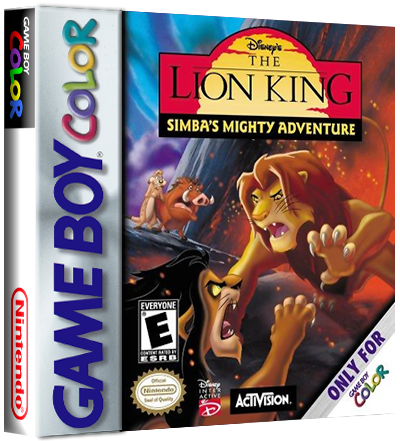 GAME BOY
COLOR
Nintendo
GAME BOY COLOR
Disney's
THE
LION KING
SIMBA'S MIGHTY ADVENTURE
EVERYONE
E
CONTENT RATED BY
ESRB
Official
Nintendo
Seal of Quality
Disney
INTERACTIVE
ACTIVISION.
ONLY FOR
GAME BOY
COLOR